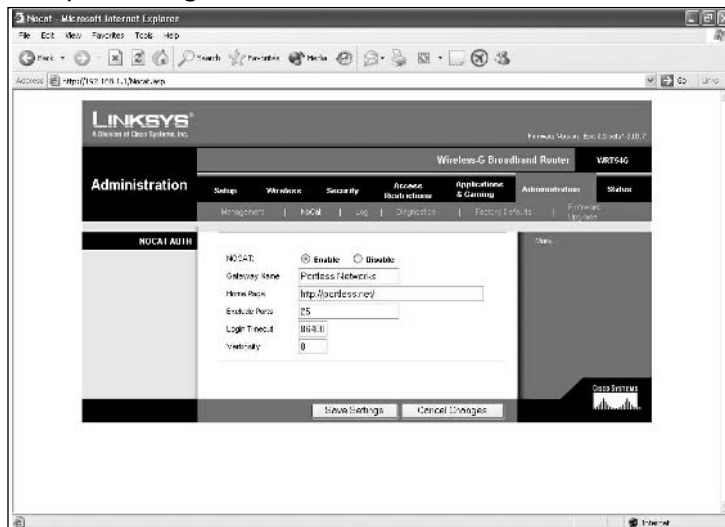 Nocat - Microsoft Internet Explorer
File Edit View Favorites Tools Help
Back Search Favorites Media
Address http://192.168.1.1/Nocat.asp Go Links
LINKSYS®
A Division of Cisco Systems, Inc.
Firmware Version:
Wireless-G Broadband Router WRT54G
Administration
Setup Wireless Security Access Restrictions Applications & Gaming Administration Status
Management | NoCat | Log | Diagnostics | Factory Defaults | Firmware Upgrade
NOCAT AUTH
More...
NOCAT: Enable Disable
Gateway Name Portless Networks
Home Page http://portless.net/
Exclude Ports 25
Login Timeout 86400
Verbosity 0
Cisco Systems
Save Settings Cancel Changes
Internet